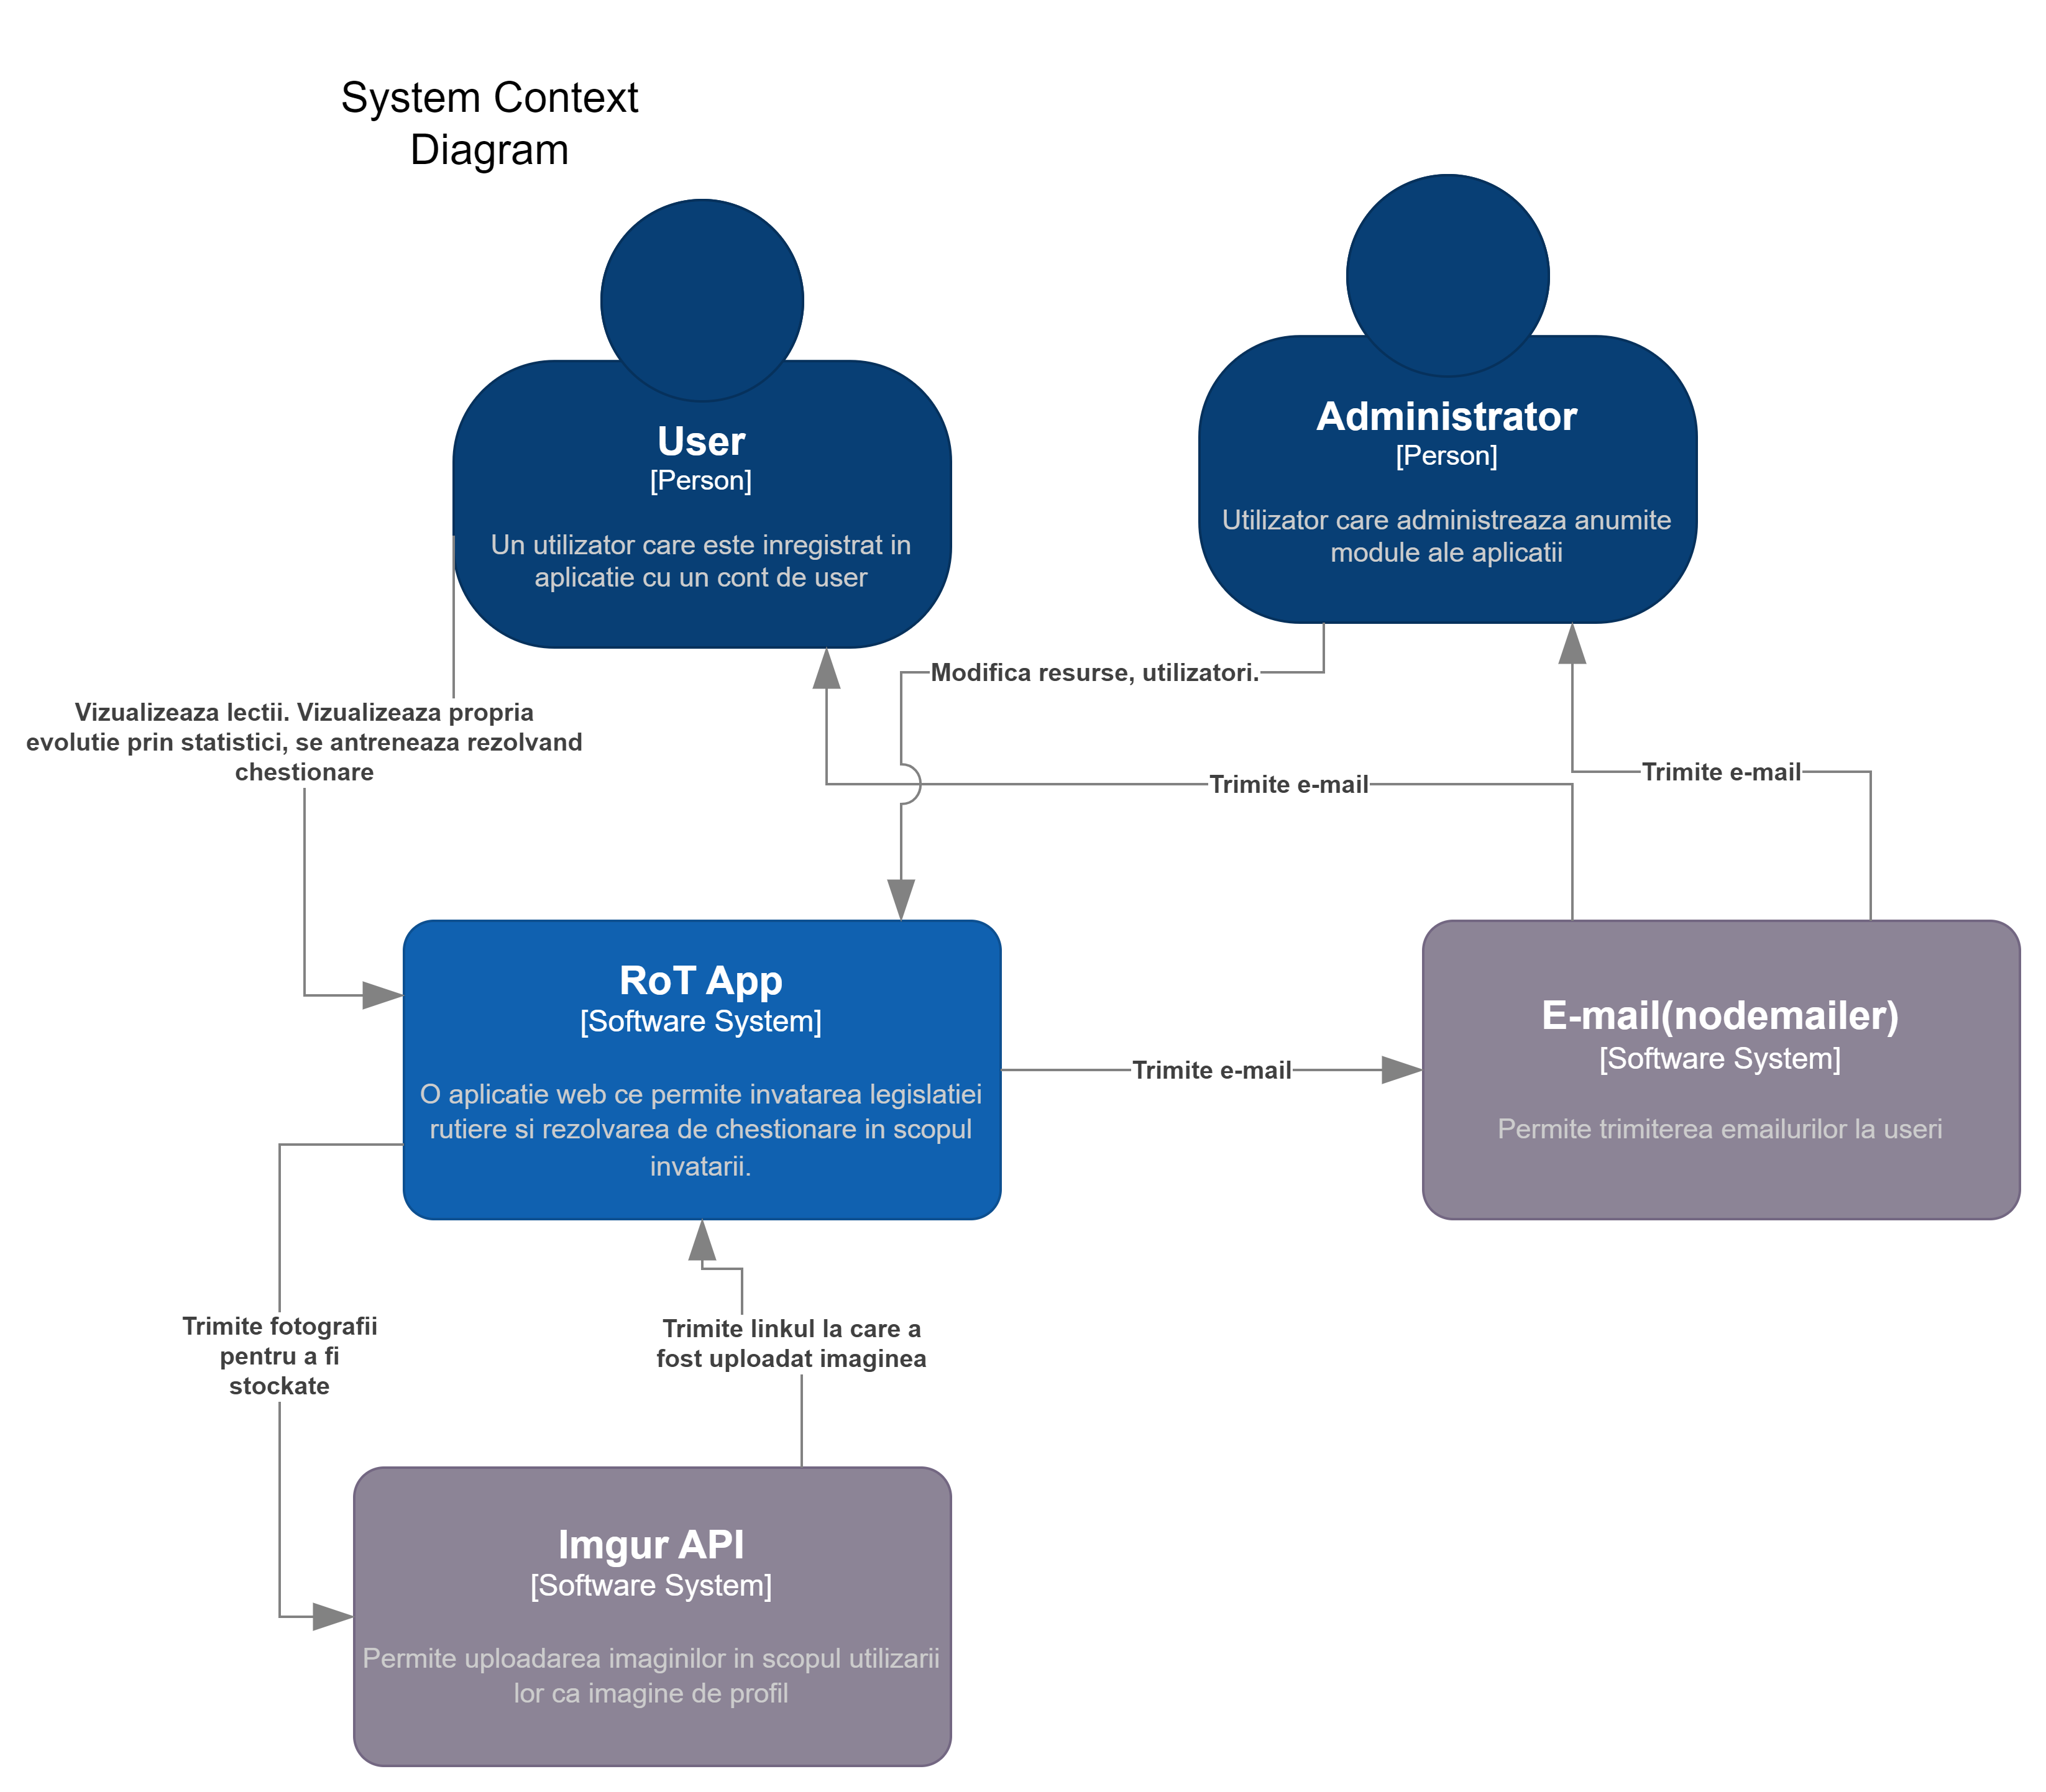 System Context
Diagram
User
[Person]
Un utilizator care este inregistrat in
aplicatie cu un cont de user
Administrator
[Person]
Utilizator care administreaza anumite
module ale aplicatii
Modifica resurse, utilizatori.
Vizualizeaza lectii. Vizualizeaza propria
evolutie prin statistici, se antreneaza rezolvand
chestionare
Trimite e-mail
Trimite e-mail
RoT App
[Software System]
O aplicatie web ce permite invatarea legislatiei
rutiere si rezolvarea de chestionare in scopul
invatarii.
Trimite e-mail
E-mail(nodemailer)
[Software System]
Permite trimiterea emailurilor la useri
Trimite fotografii
pentru a fi
stockate
Trimite linkul la care a
fost uploadat imaginea
Imgur API
[Software System]
Permite uploadarea imaginilor in scopul utilizarii
lor ca imagine de profil